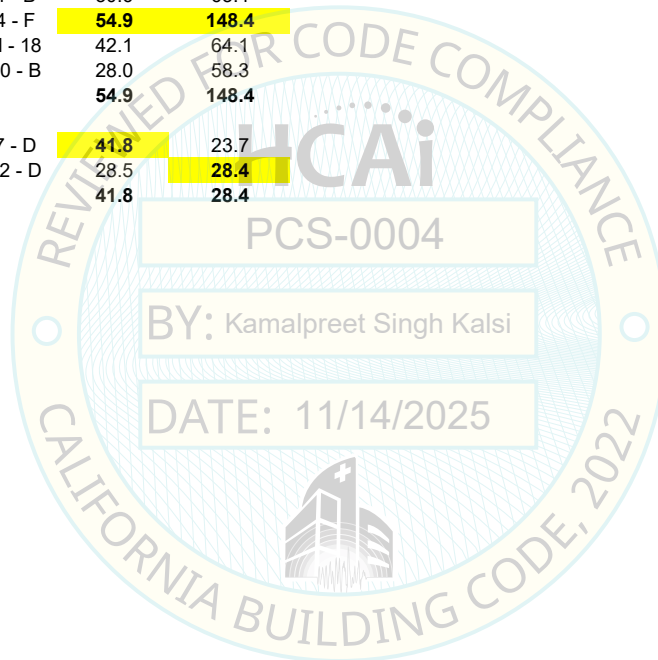 4 - F 54.9 148.4
- 18 42.1 64.1
0 - B 28.0 58.3
54.9 148.4
7 - D 41.8 23.7
2 - D 28.5 28.4
41.8 28.4
REVIEWED FOR CODE COMPLIANCE
HCAi
PCS-0004
BY: Kamalpreet Singh Kalsi
DATE: 11/14/2025
CALIFORNIA BUILDING CODE, 2022